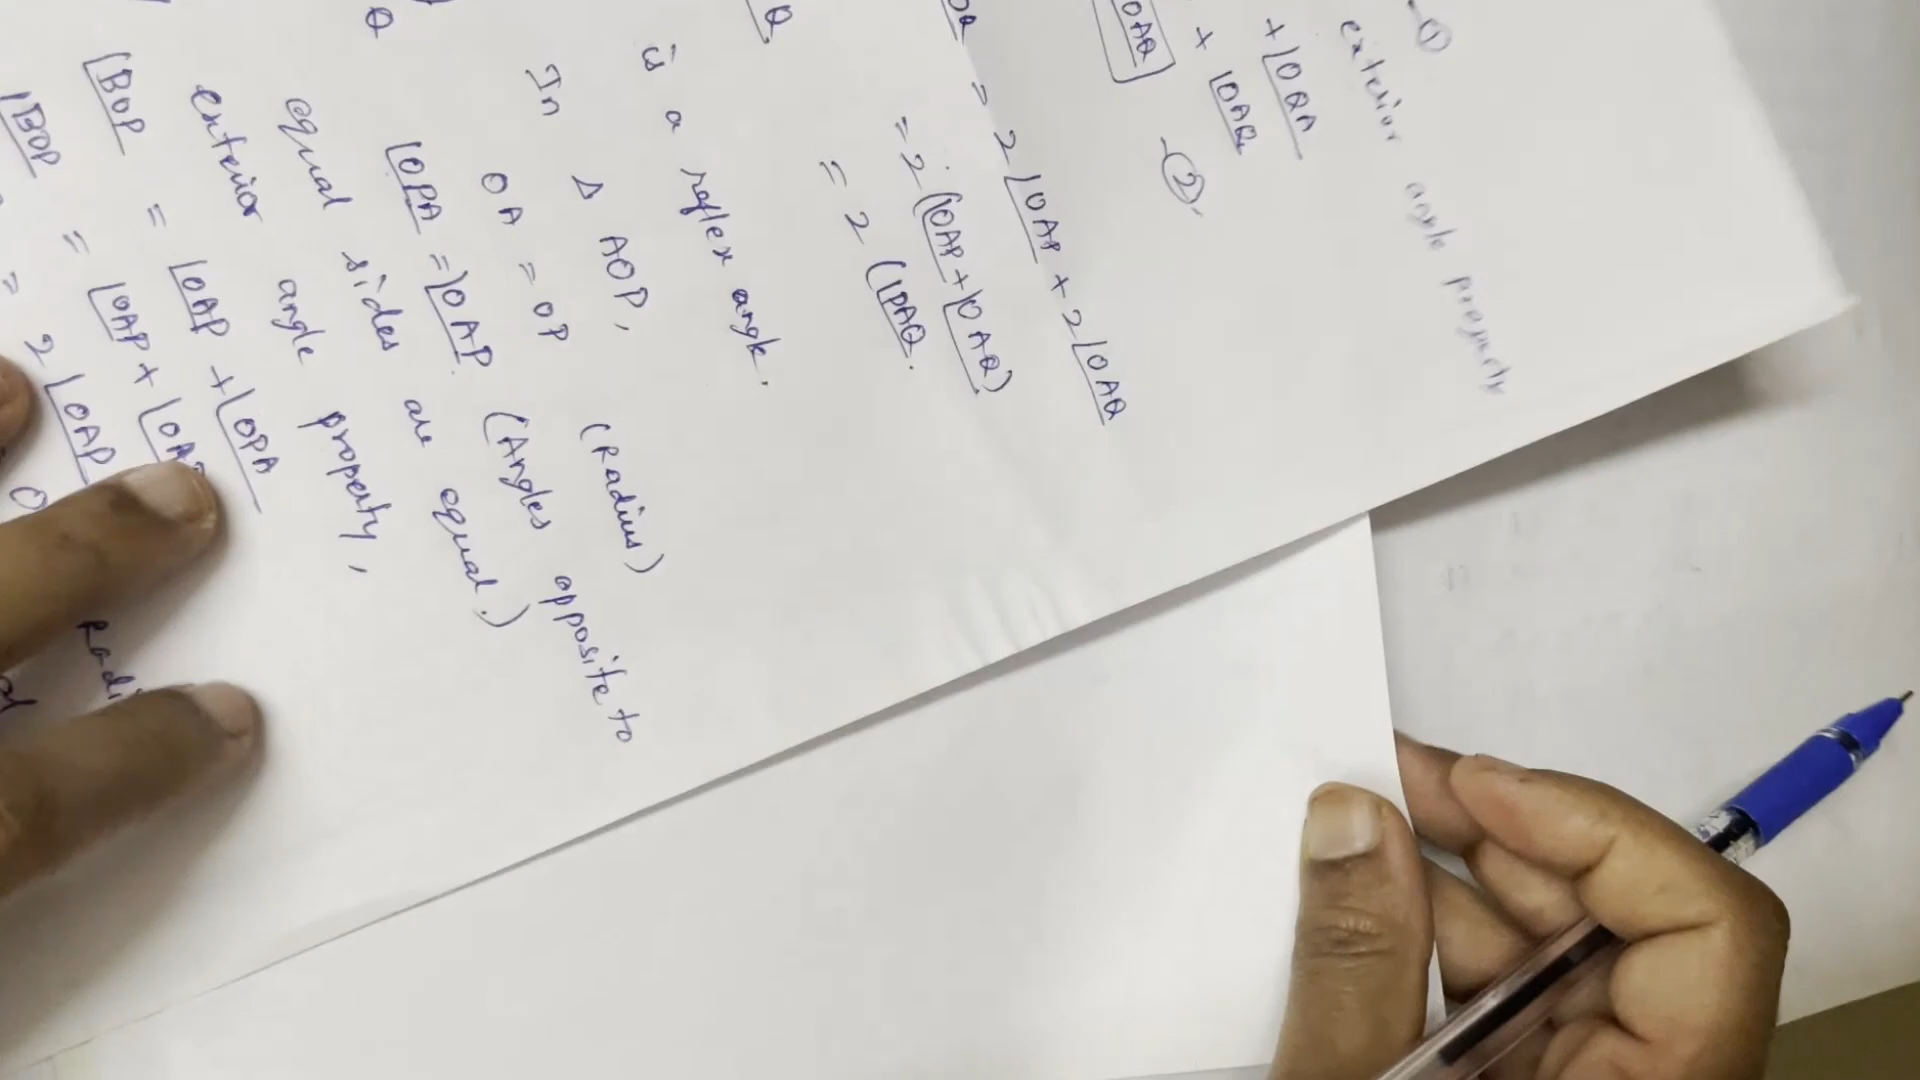 - ①
exterior angle property
+ ∠OQA
+ ∠OAQ
∠OAQ - ②.
= 2 ∠OAP + 2 ∠OAQ
= 2 (∠OAP + ∠OAQ)
= 2 (∠PAQ.
is a reflex angle.
In Δ AOP,
OA = OP (Radius)
∠OPA = ∠OAP (Angles opposite to
equal sides are equal.)
exterior angle property,
∠BOP = ∠OAP + ∠OPA
∠BOP = ∠OAP +
= 2 ∠OAP